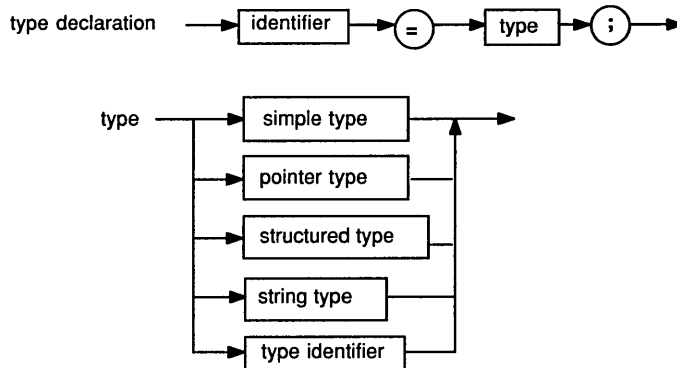 type declaration identifier = type ;
type simple type
pointer type
structured type
string type
type identifier